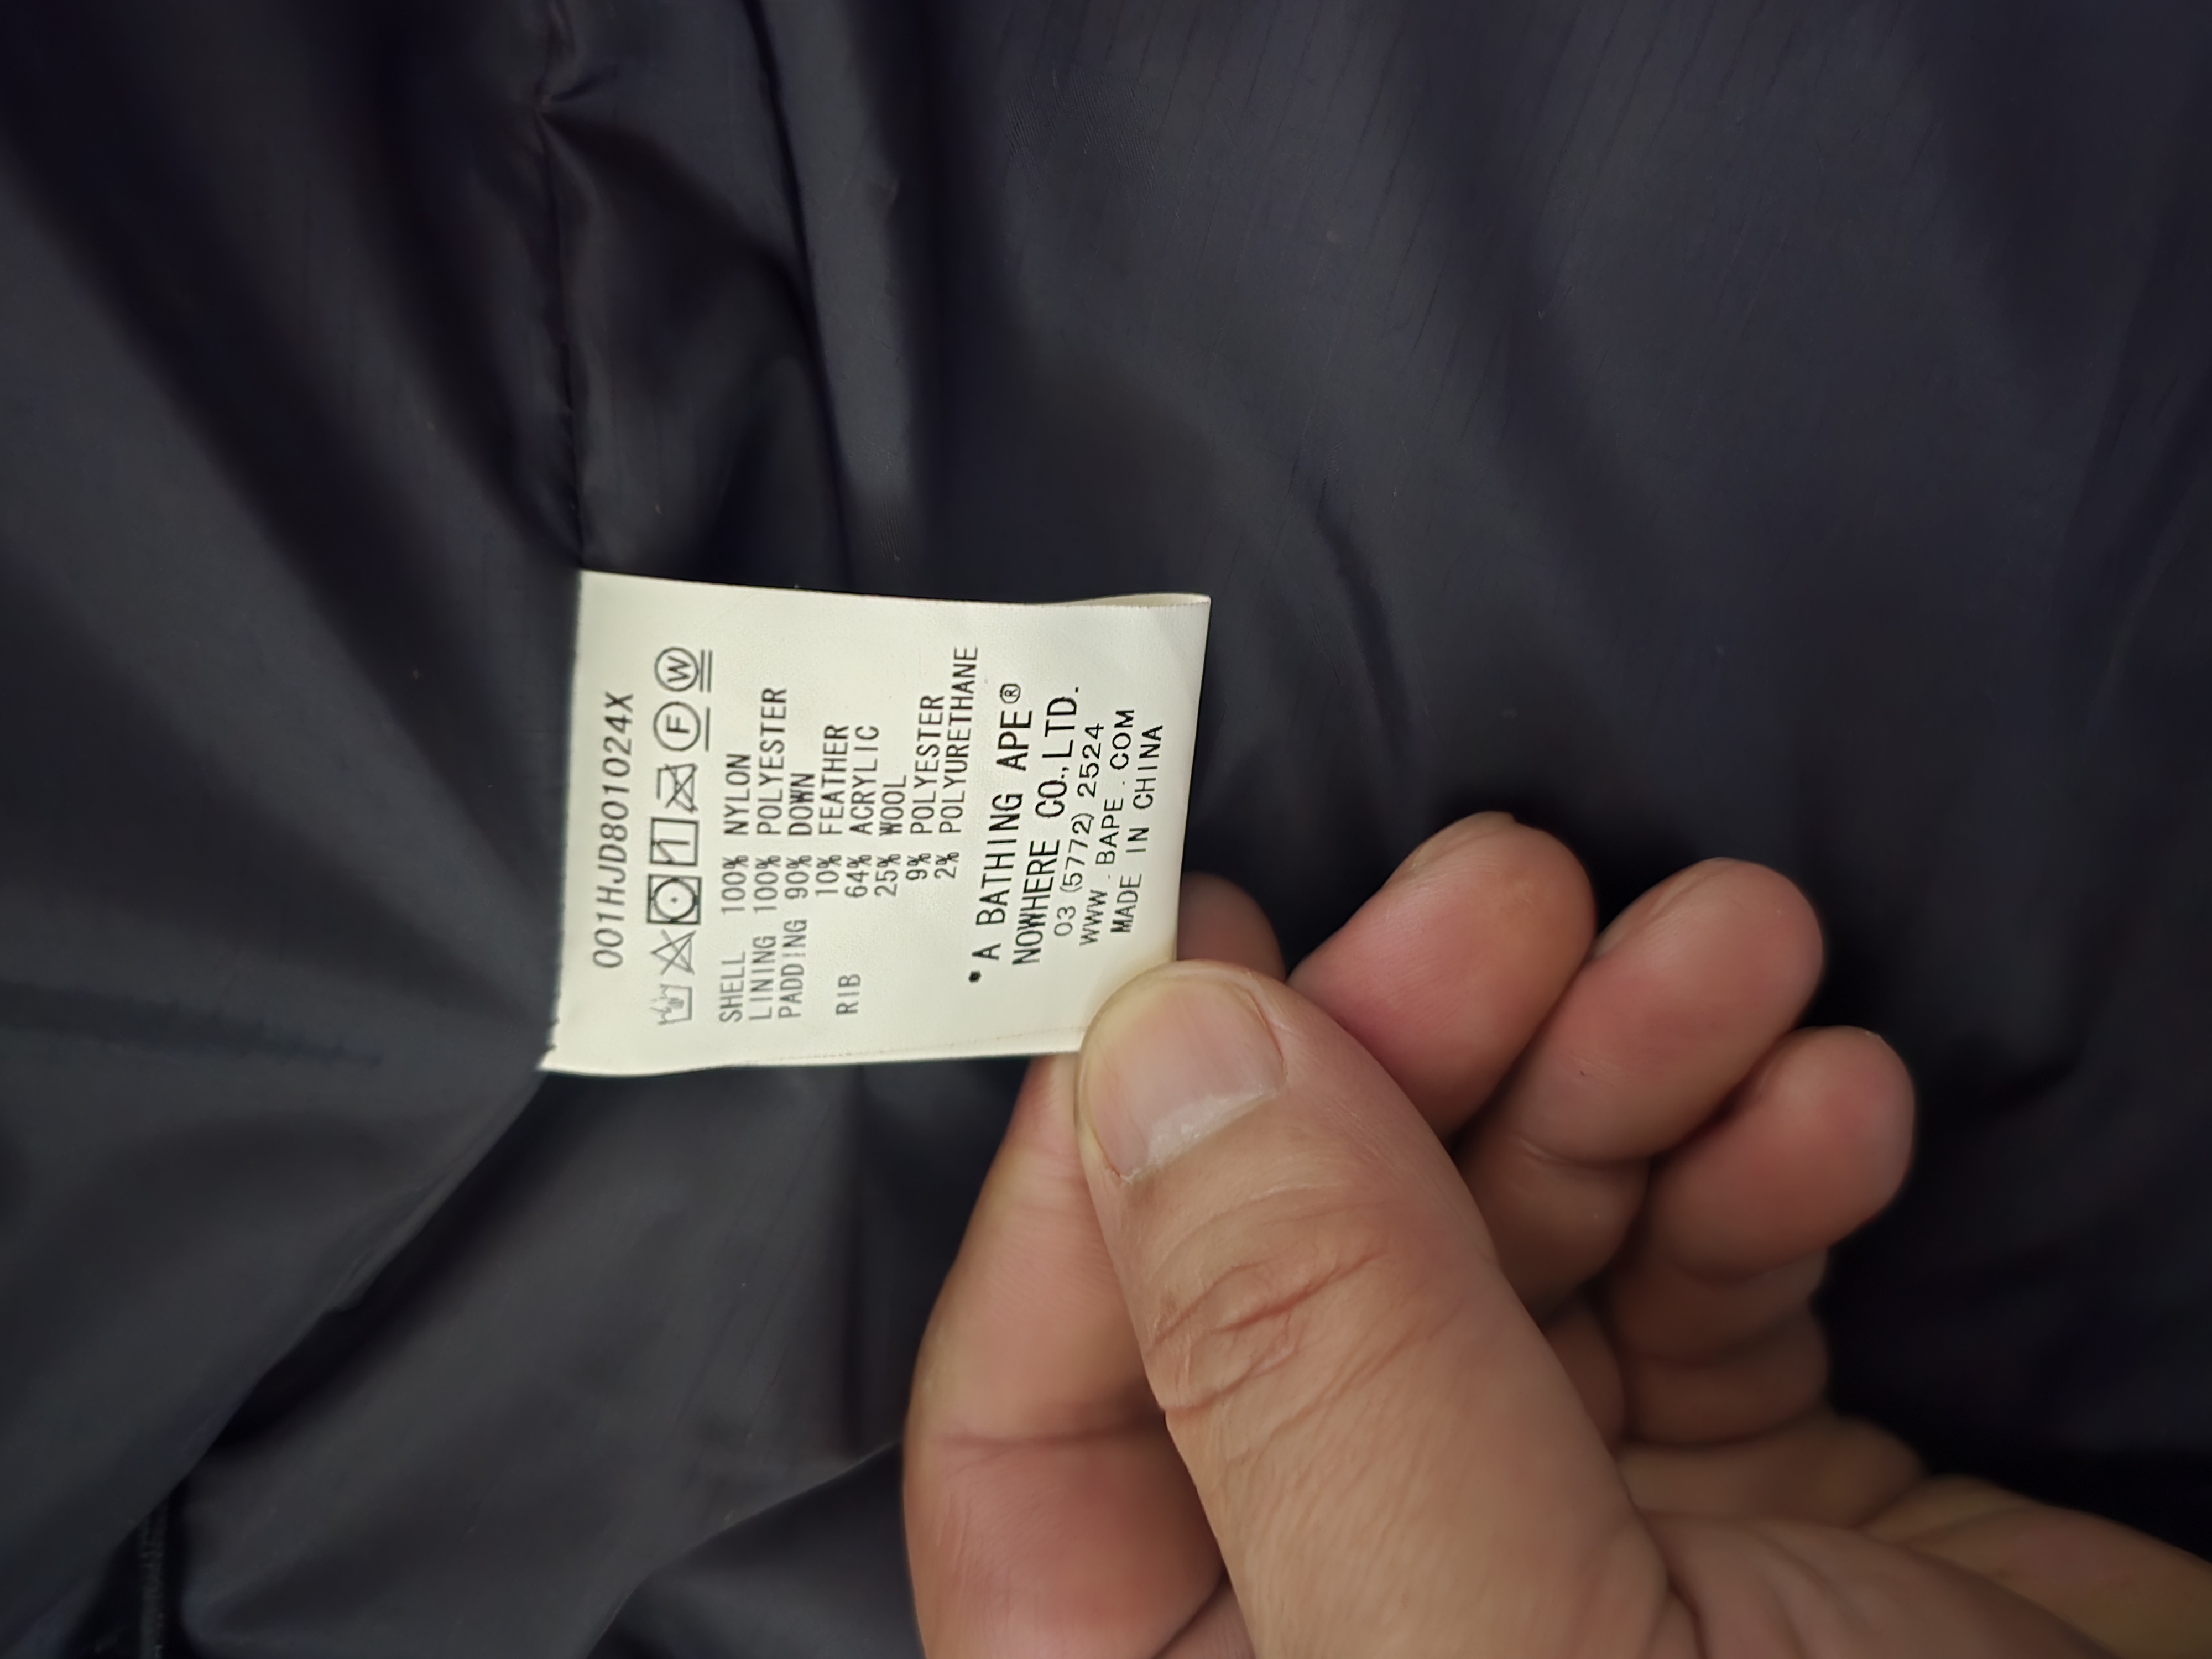 001HJD801024X
F W
SHELL 100% NYLON
LINING 100% POLYESTER
PADDING 90% DOWN
10% FEATHER
RIB 64% ACRYLIC
25% WOOL
9% POLYESTER
2% POLYURETHANE
•A BATHING APE®
NOWHERE CO.,LTD.
03 (5772) 2524
WWW.BAPE.COM
MADE IN CHINA